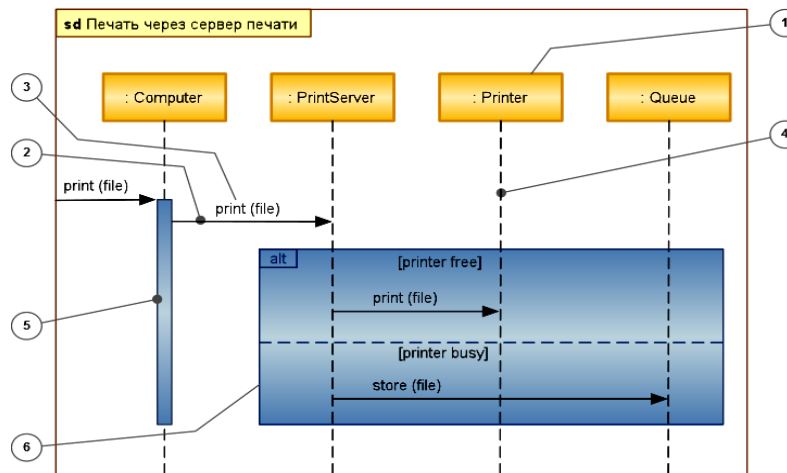 sd Печать через сервер печати
1
: Computer
: PrintServer
: Printer
: Queue
3
2
4
print (file)
print (file)
alt
[printer free]
print (file)
5
[printer busy]
store (file)
6